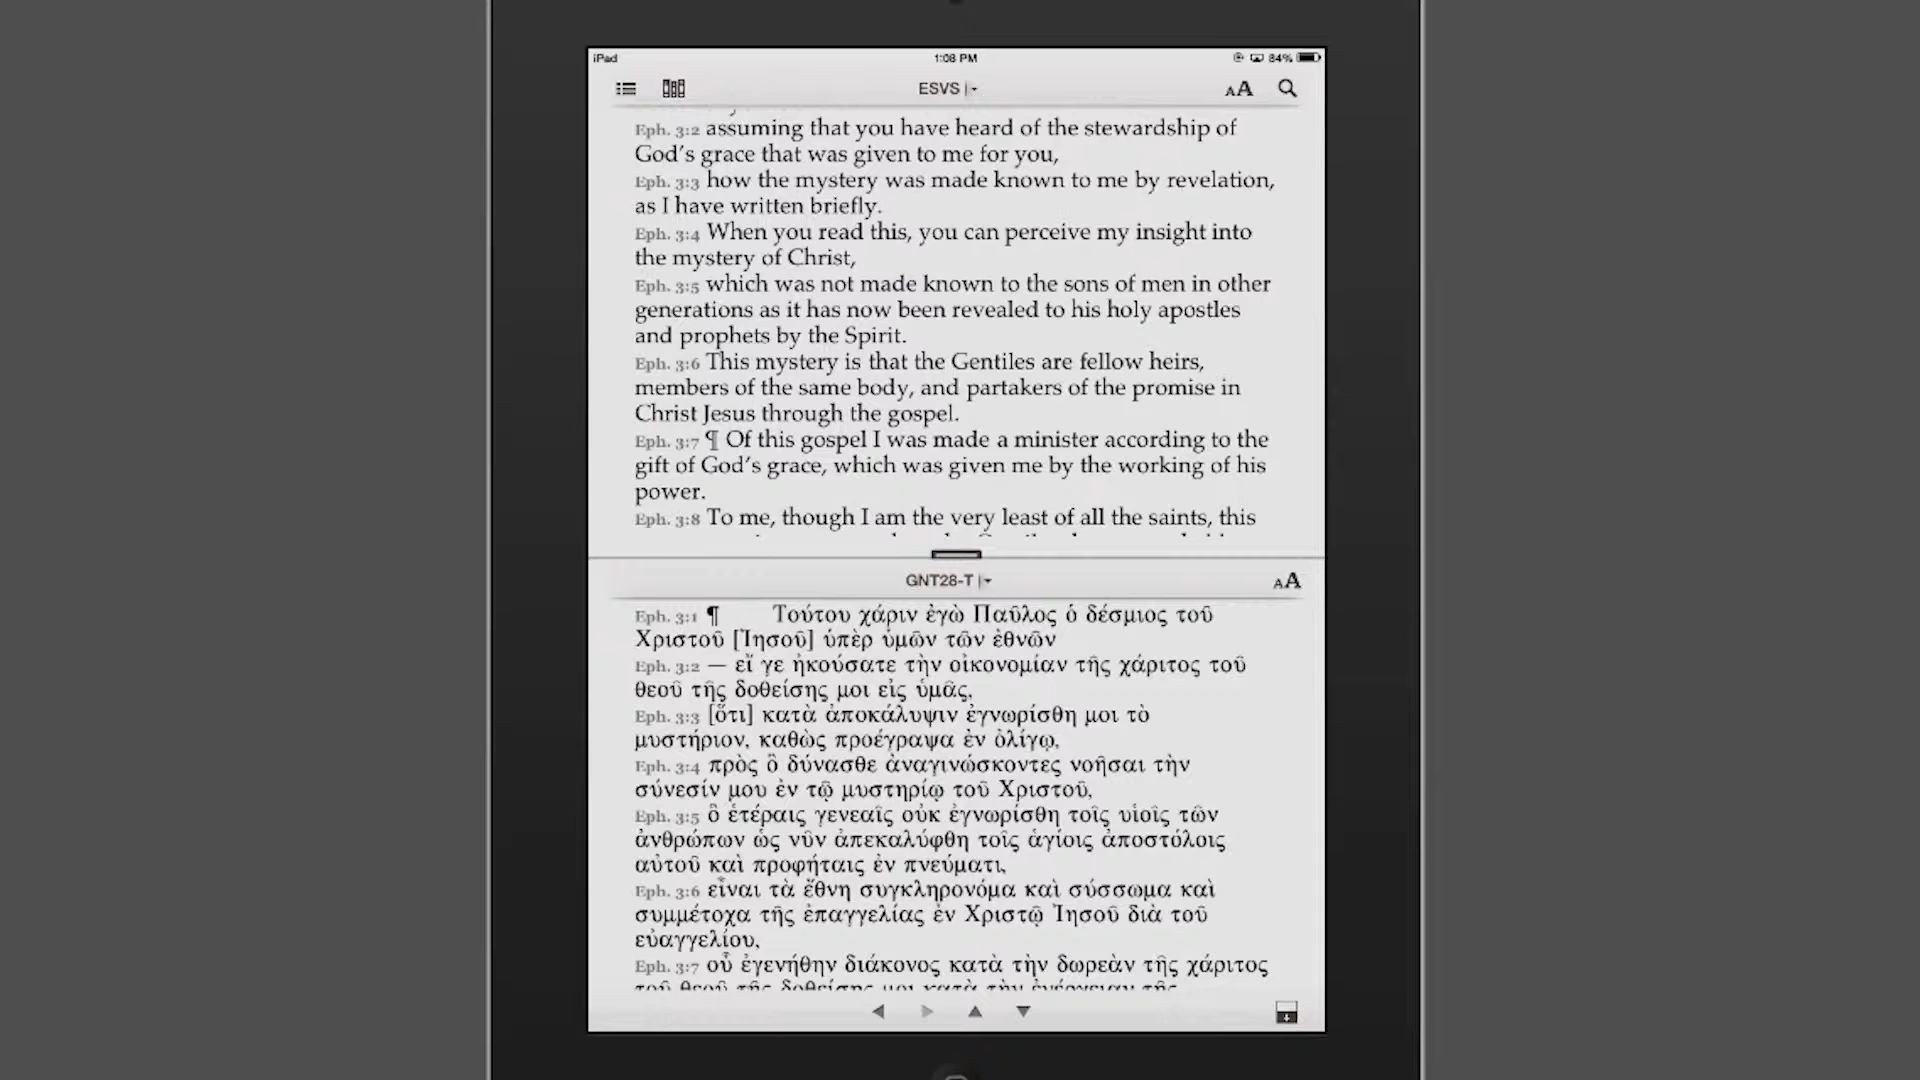 iPad 1:08 PM 84%
ESVS
AA
Eph. 3:2 assuming that you have heard of the stewardship of
God's grace that was given to me for you,
Eph. 3:3 how the mystery was made known to me by revelation,
as I have written briefly.
Eph. 3:4 When you read this, you can perceive my insight into
the mystery of Christ,
Eph. 3:5 which was not made known to the sons of men in other
generations as it has now been revealed to his holy apostles
and prophets by the Spirit.
Eph. 3:6 This mystery is that the Gentiles are fellow heirs,
members of the same body, and partakers of the promise in
Christ Jesus through the gospel.
Eph. 3:7 ¶ Of this gospel I was made a minister according to the
gift of God's grace, which was given me by the working of his
power.
Eph. 3:8 To me, though I am the very least of all the saints, this
GNT28-T
AA
Eph. 3:1 ¶ Τούτου χάριν ἐγὼ Παῦλος ὁ δέσμιος τοῦ
Χριστοῦ [Ἰησοῦ] ὑπὲρ ὑμῶν τῶν ἐθνῶν
Eph. 3:2 — εἴ γε ἠκούσατε τὴν οἰκονομίαν τῆς χάριτος τοῦ
θεοῦ τῆς δοθείσης μοι εἰς ὑμᾶς,
Eph. 3:3 [ὅτι] κατὰ ἀποκάλυψιν ἐγνωρίσθη μοι τὸ
μυστήριον, καθὼς προέγραψα ἐν ὀλίγῳ,
Eph. 3:4 πρὸς ὃ δύνασθε ἀναγινώσκοντες νοῆσαι τὴν
σύνεσίν μου ἐν τῷ μυστηρίῳ τοῦ Χριστοῦ,
Eph. 3:5 ὃ ἑτέραις γενεαῖς οὐκ ἐγνωρίσθη τοῖς υἱοῖς τῶν
ἀνθρώπων ὡς νῦν ἀπεκαλύφθη τοῖς ἁγίοις ἀποστόλοις
αὐτοῦ καὶ προφήταις ἐν πνεύματι,
Eph. 3:6 εἶναι τὰ ἔθνη συγκληρονόμα καὶ σύσσωμα καὶ
συμμέτοχα τῆς ἐπαγγελίας ἐν Χριστῷ Ἰησοῦ διὰ τοῦ
εὐαγγελίου,
Eph. 3:7 οὗ ἐγενήθην διάκονος κατὰ τὴν δωρεὰν τῆς χάριτος
τοῦ θεοῦ τῆς δοθείσης μοι κατὰ τὴν ἐνέργειαν τῆς